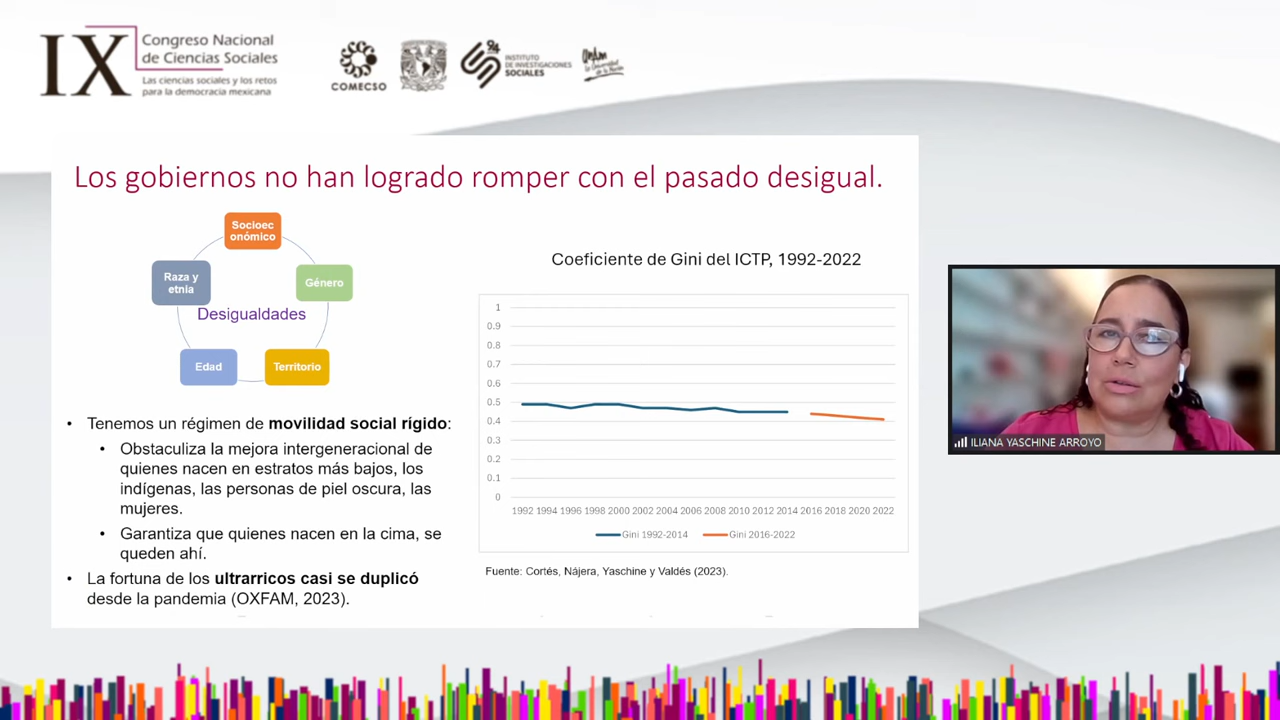 IX
Congreso Nacional
de Ciencias Sociales
Las ciencias sociales y los retos
para la democracia mexicana
COMECSO
94
INSTITUTO
DE INVESTIGACIONES
SOCIALES
Los gobiernos no han logrado romper con el pasado desigual.
Socioec
onómico
Raza y
etnia
Género
Desigualdades
Edad
Territorio
Tenemos un régimen de movilidad social rígido:
Obstaculiza la mejora intergeneracional de
quienes nacen en estratos más bajos, los
indígenas, las personas de piel oscura, las
mujeres.
Garantiza que quienes nacen en la cima, se
queden ahí.
La fortuna de los ultrarricos casi se duplicó
desde la pandemia (OXFAM, 2023).
Coeficiente de Gini del ICTP, 1992-2022
1
0.9
0.8
0.7
0.6
0.5
0.4
0.3
0.2
0.1
0
1992 1994 1996 1998 2000 2002 2004 2006 2008 2010 2012 2014 2016 2018 2020 2022
Gini 1992-2014 Gini 2016-2022
Fuente: Cortés, Nájera, Yaschine y Valdés (2023).
ILIANA YASCHINE ARROYO